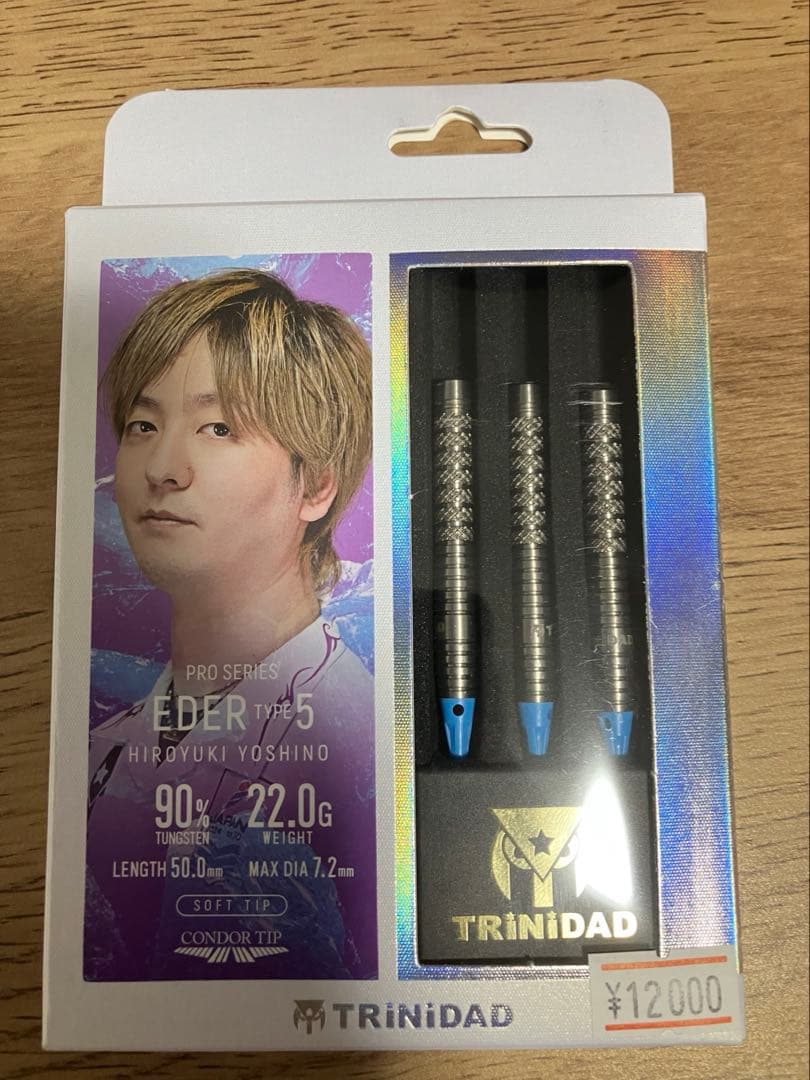 PRO SERIES
EDER TYPE 5
HIROYUKI YOSHINO
90% 22.0G
TUNGSTEN WEIGHT
LENGTH 50.0mm MAX DIA 7.2mm
SOFT TIP
CONDOR TIP
DAD
TRiNiDAD
¥12000
TRiNiDAD